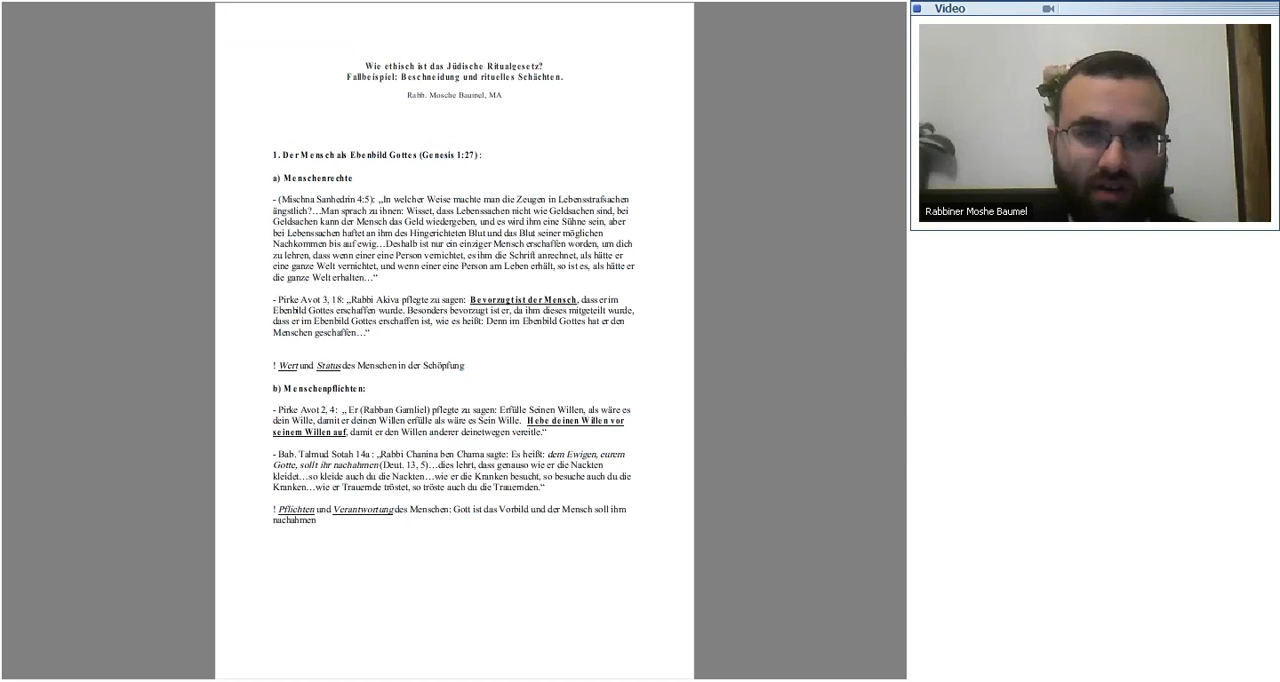 Wie ethisch ist das Jüdische Ritualgesetz?
Fallbeispiel: Beschneidung und rituelles Schächten.
Rabb. Mosche Baumel, MA
1. Der Mensch als Ebenbild Gottes (Genesis 1:27):
a) Menschenrechte
- (Mischna Sanhedrin 4:5): „In welcher Weise machte man die Zeugen in Lebensstrafsachen
ängstlich?…Man sprach zu ihnen: Wisset, dass Lebenssachen nicht wie Geldsachen sind, bei
Geldsachen kann der Mensch das Geld wiedergeben, und es wird ihm eine Sühne sein, aber
bei Lebenssachen haftet an ihm des Hingerichteten Blut und das Blut seiner möglichen
Nachkommen bis auf ewig…Deshalb ist nur ein einziger Mensch erschaffen worden, um dich
zu lehren, dass wenn einer eine Person vernichtet, es ihm die Schrift anrechnet, als hätte er
eine ganze Welt vernichtet, und wenn einer eine Person am Leben erhält, so ist es, als hätte er
die ganze Welt erhalten…“
- Pirke Avot 3, 18: „Rabbi Akiva pflegte zu sagen: Bevorzugt ist der Mensch, dass er im
Ebenbild Gottes erschaffen wurde. Besonders bevorzugt ist er, da ihm dieses mitgeteilt wurde,
dass er im Ebenbild Gottes erschaffen ist, wie es heißt: Denn im Ebenbild Gottes hat er den
Menschen geschaffen…“
! Wert und Status des Menschen in der Schöpfung
b) Menschenpflichten:
- Pirke Avot 2, 4: „Er (Rabban Gamliel) pflegte zu sagen: Erfülle Seinen Willen, als wäre es
dein Wille, damit er deinen Willen erfülle als wäre es Sein Wille. Hebe deinen Willen vor
seinem Willen auf, damit er den Willen anderer deinetwegen vereitle.“
- Bab. Talmud Sotah 14a: „Rabbi Chanina ben Chama sagte: Es heißt: dem Ewigen, eurem
Gotte, sollt ihr nachahmen (Deut. 13, 5)…dies lehrt, dass genauso wie er die Nackten
kleidet…so kleide auch du die Nackten…wie er die Kranken besucht, so besuche auch du die
Kranken…wie er Trauernde tröstet, so tröste auch du die Trauernden.“
! Pflichten und Verantwortung des Menschen: Gott ist das Vorbild und der Mensch soll ihm
nachahmen
Video
Rabbiner Moshe Baumel